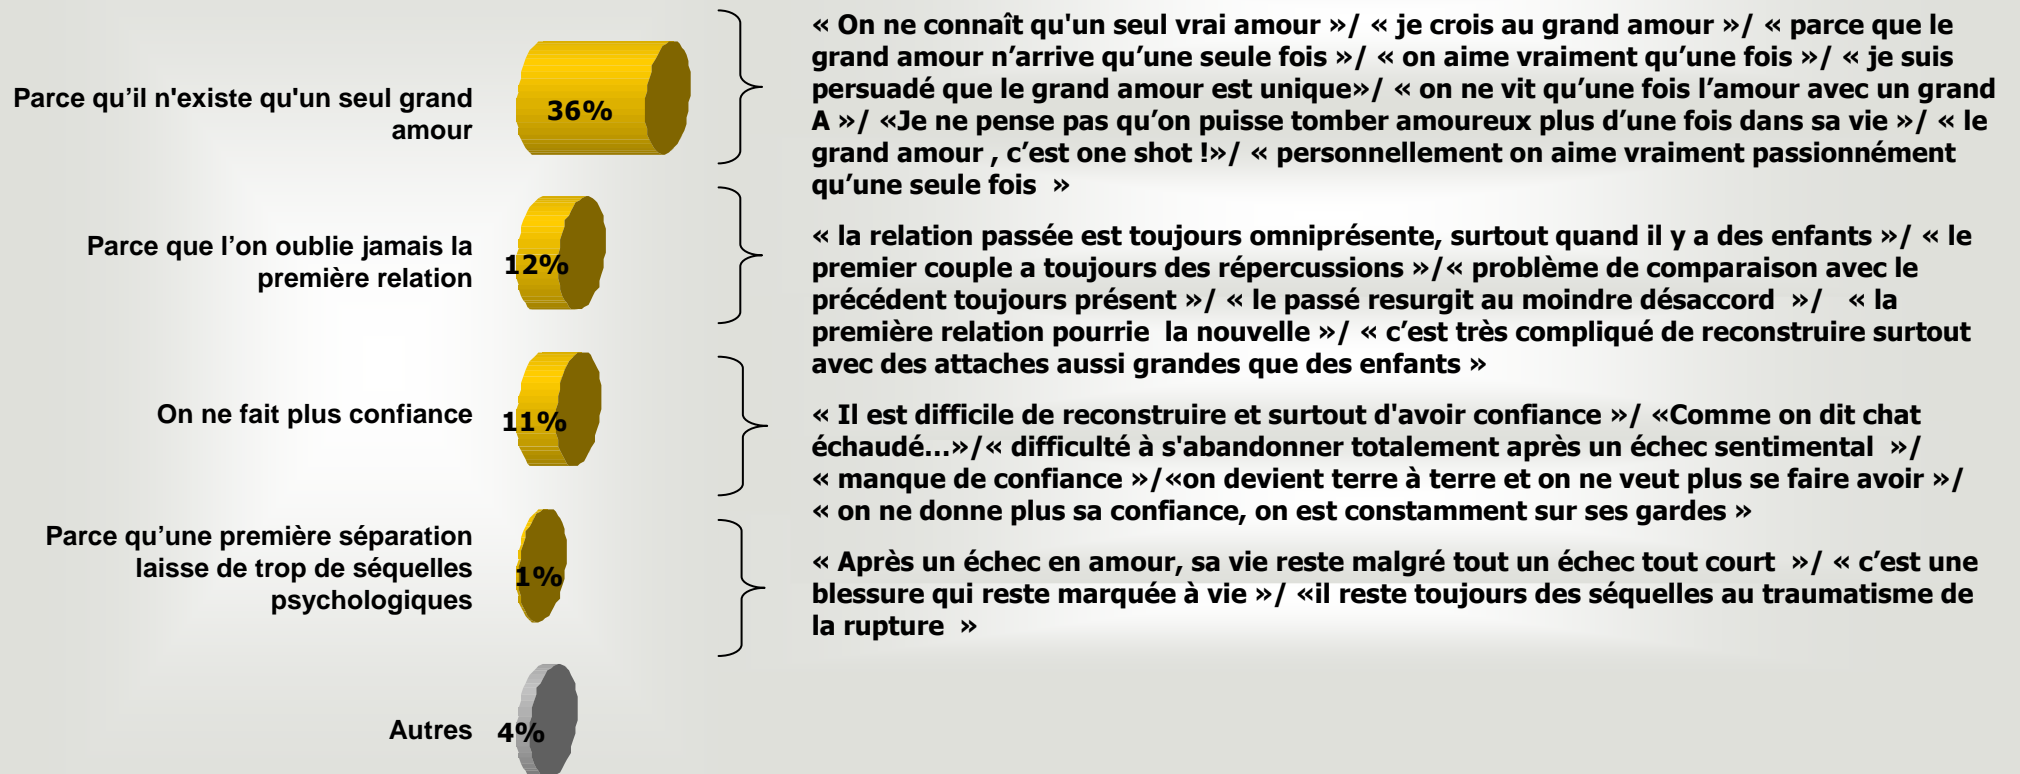 Parce qu’il n'existe qu'un seul grand
amour
36%
« On ne connaît qu'un seul vrai amour »/ « je crois au grand amour »/ « parce que le
grand amour n’arrive qu’une seule fois »/ « on aime vraiment qu’une fois »/ « je suis
persuadé que le grand amour est unique»/ « on ne vit qu’une fois l’amour avec un grand
A »/ «Je ne pense pas qu’on puisse tomber amoureux plus d’une fois dans sa vie »/ « le
grand amour , c’est one shot !»/ « personnellement on aime vraiment passionnément
qu’une seule fois »
Parce que l’on oublie jamais la
première relation
12%
« la relation passée est toujours omniprésente, surtout quand il y a des enfants »/ « le
premier couple a toujours des répercussions »/« problème de comparaison avec le
précédent toujours présent »/ « le passé resurgit au moindre désaccord »/ « la
première relation pourrie la nouvelle »/ « c’est très compliqué de reconstruire surtout
avec des attaches aussi grandes que des enfants »
On ne fait plus confiance
11%
« Il est difficile de reconstruire et surtout d'avoir confiance »/ «Comme on dit chat
échaudé...»/« difficulté à s'abandonner totalement après un échec sentimental »/
« manque de confiance »/«on devient terre à terre et on ne veut plus se faire avoir »/
« on ne donne plus sa confiance, on est constamment sur ses gardes »
Parce qu’une première séparation
laisse de trop de séquelles
psychologiques
1%
« Après un échec en amour, sa vie reste malgré tout un échec tout court »/ « c’est une
blessure qui reste marquée à vie »/ «il reste toujours des séquelles au traumatisme de
la rupture »
Autres
4%